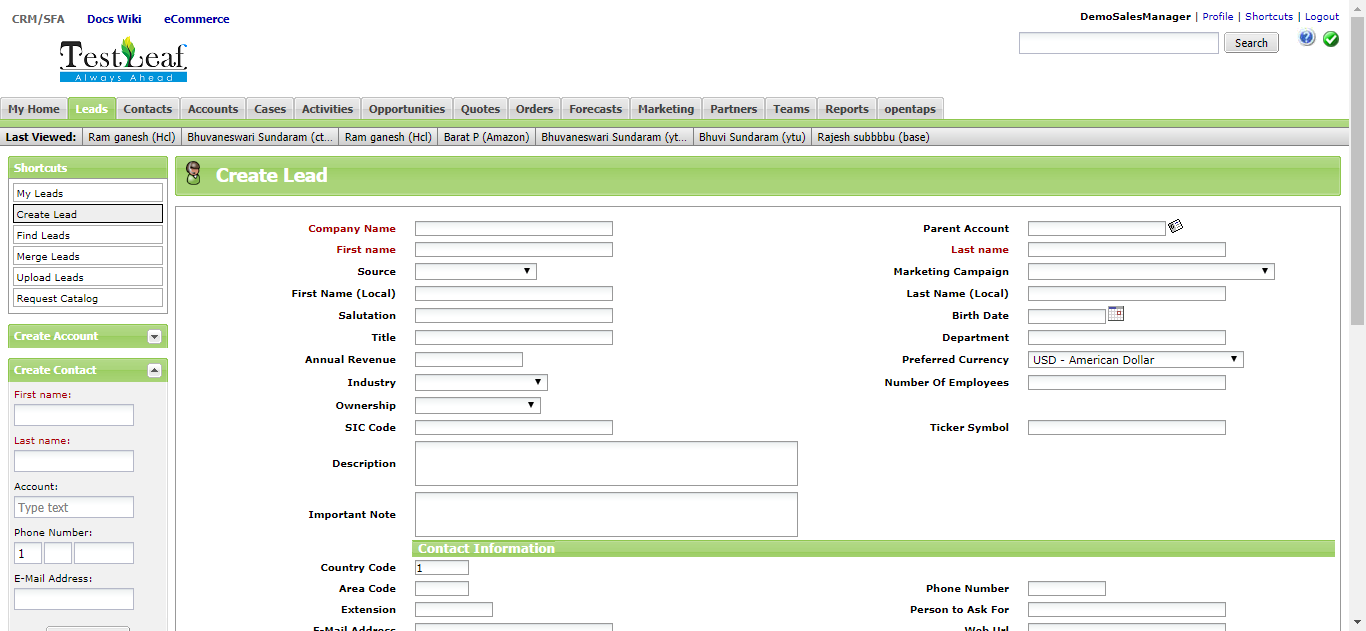 CRM/SFA Docs Wiki eCommerce
DemoSalesManager | Profile | Shortcuts | Logout
TestLeaf
Always Ahead
Search
My Home Leads Contacts Accounts Cases Activities Opportunities Quotes Orders Forecasts Marketing Partners Teams Reports opentaps
Last Viewed: Ram ganesh (Hcl) Bhuvaneswari Sundaram (ct... Ram ganesh (Hcl) Barat P (Amazon) Bhuvaneswari Sundaram (yt... Bhuvi Sundaram (ytu) Rajesh subbbbu (base)
Shortcuts
My Leads
Create Lead
Find Leads
Merge Leads
Upload Leads
Request Catalog
Create Account
Create Contact
First name:
Last name:
Account:
Type text
Phone Number:
1
E-Mail Address:
Create Lead
Company Name Parent Account
First name Last name
Source Marketing Campaign
First Name (Local) Last Name (Local)
Salutation Birth Date
Title Department
Annual Revenue Preferred Currency USD - American Dollar
Industry Number Of Employees
Ownership
SIC Code Ticker Symbol
Description
Important Note
Contact Information
Country Code 1
Area Code Phone Number
Extension Person to Ask For
E-Mail Address Web Url